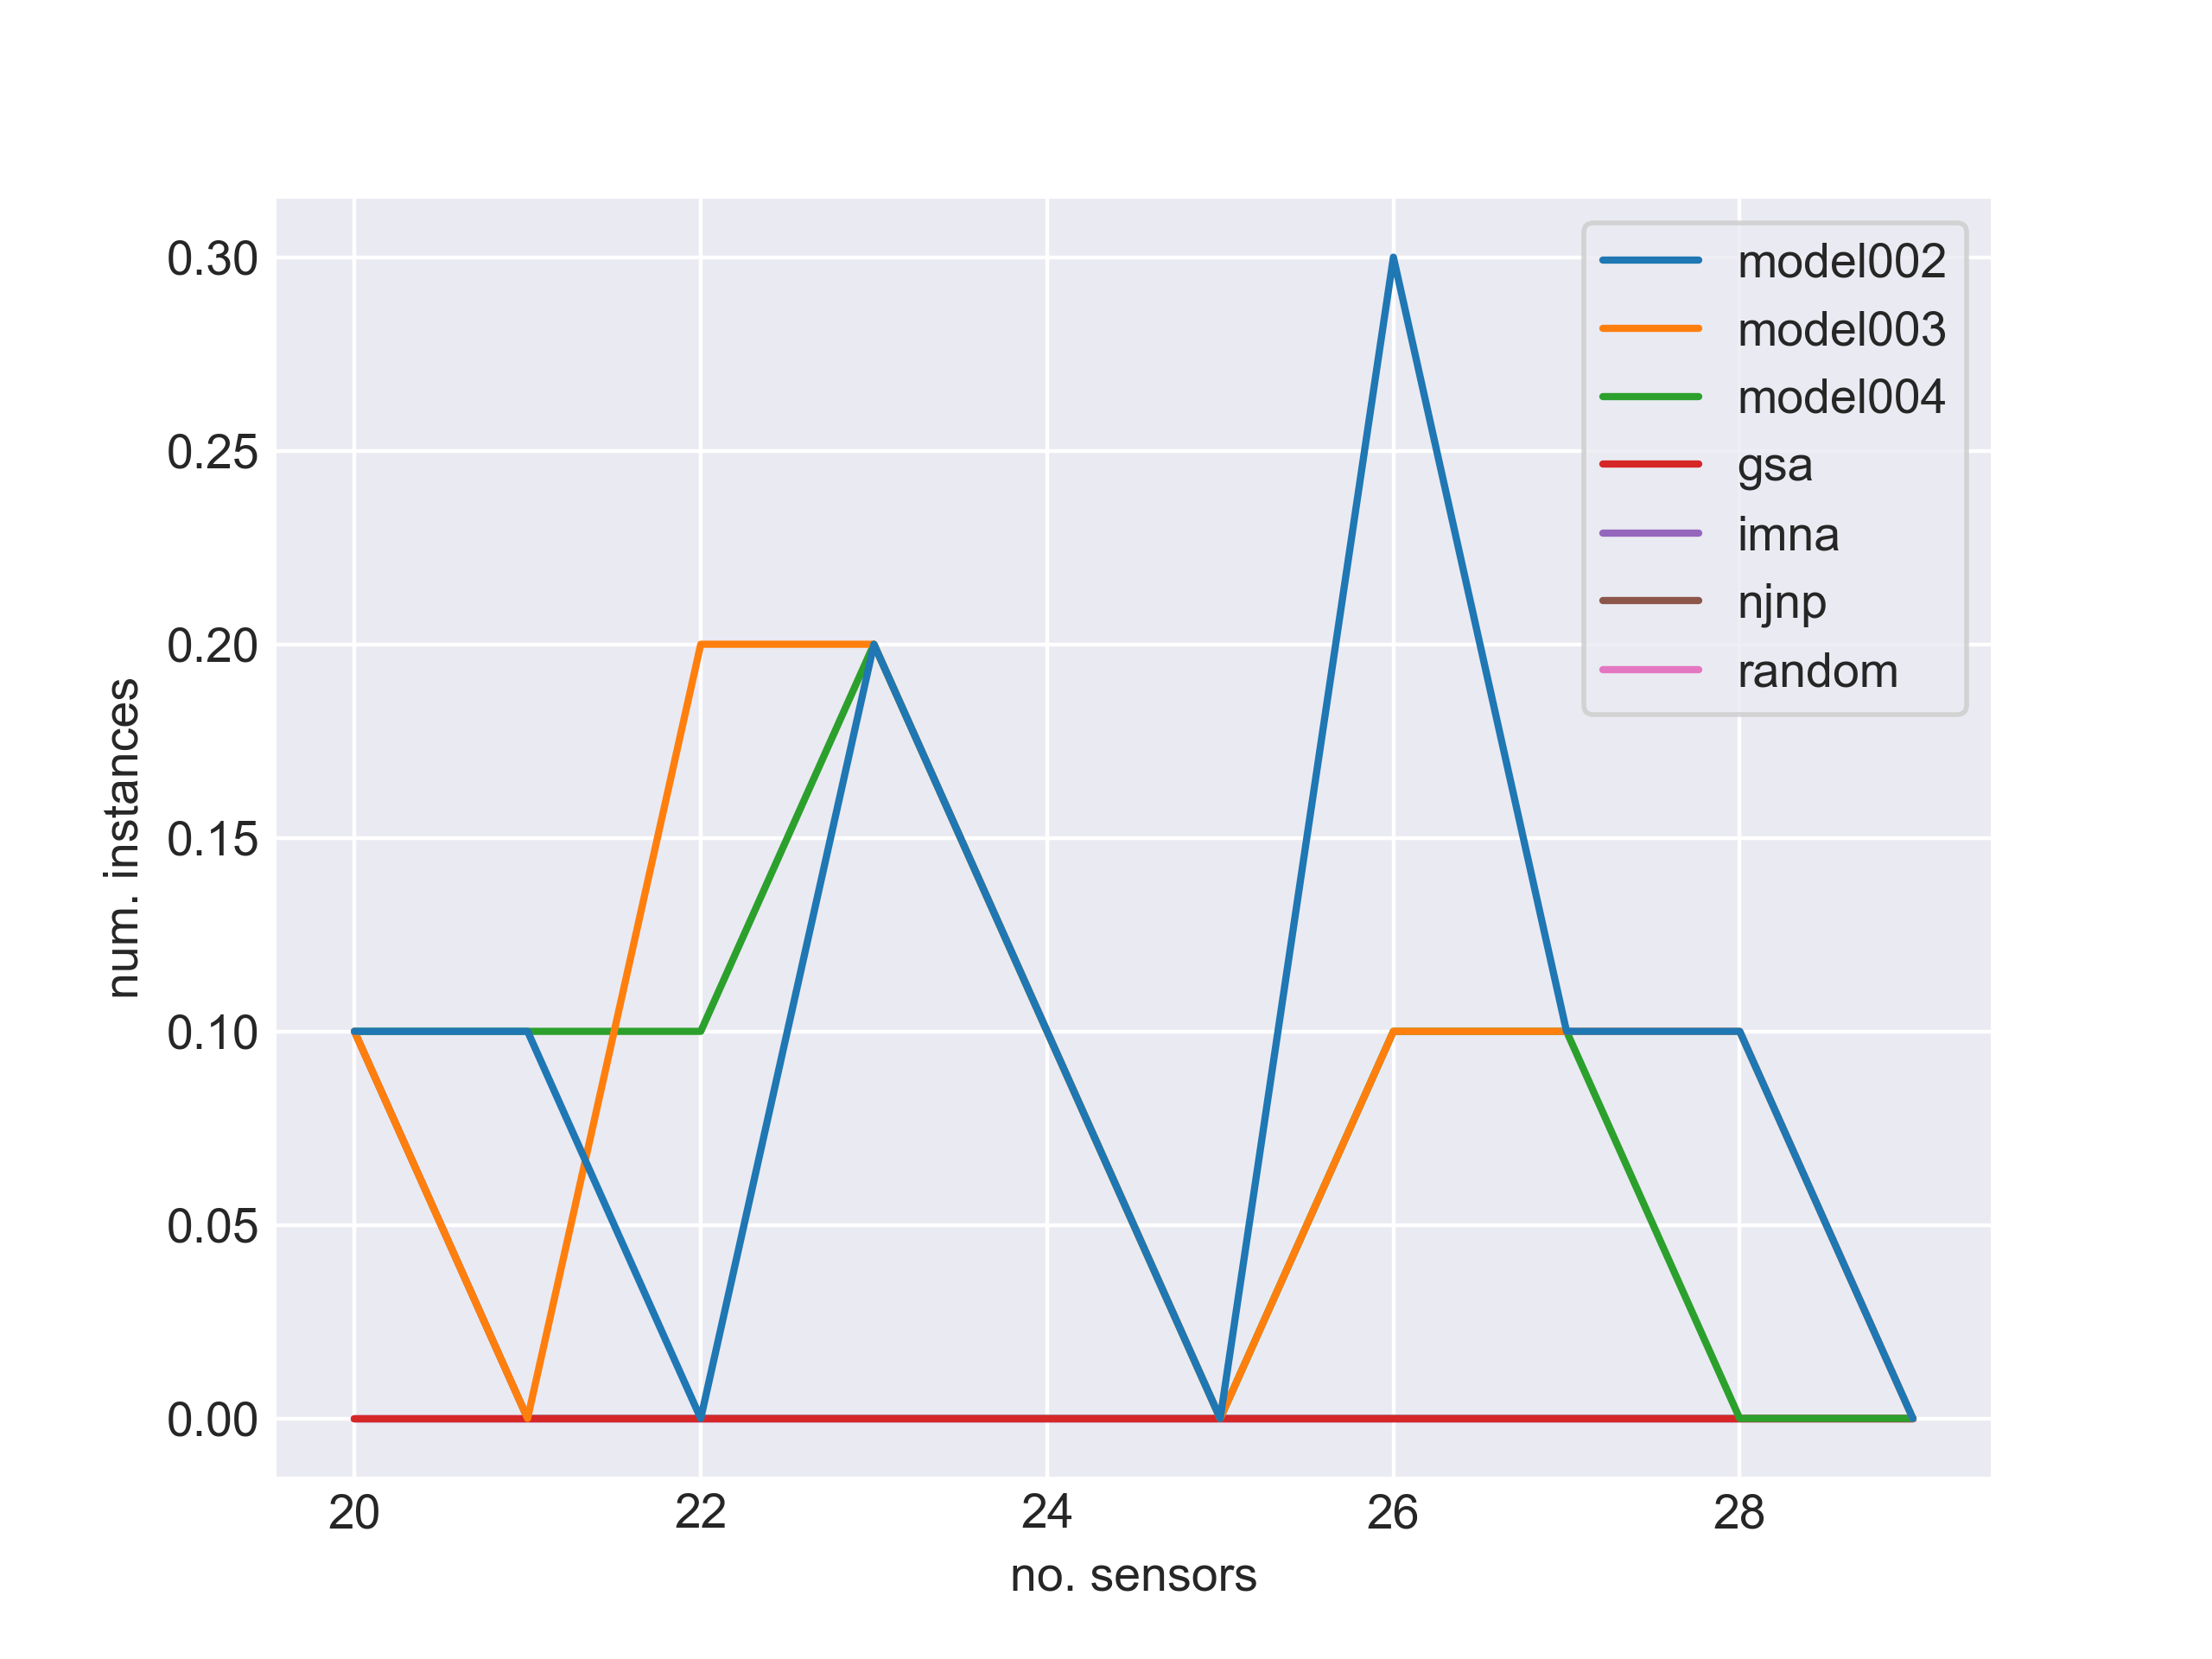 0.30
0.25
0.20
0.15
0.10
0.05
0.00
num. instances
20 22 24 26 28
no. sensors
model002
model003
model004
gsa
imna
njnp
random